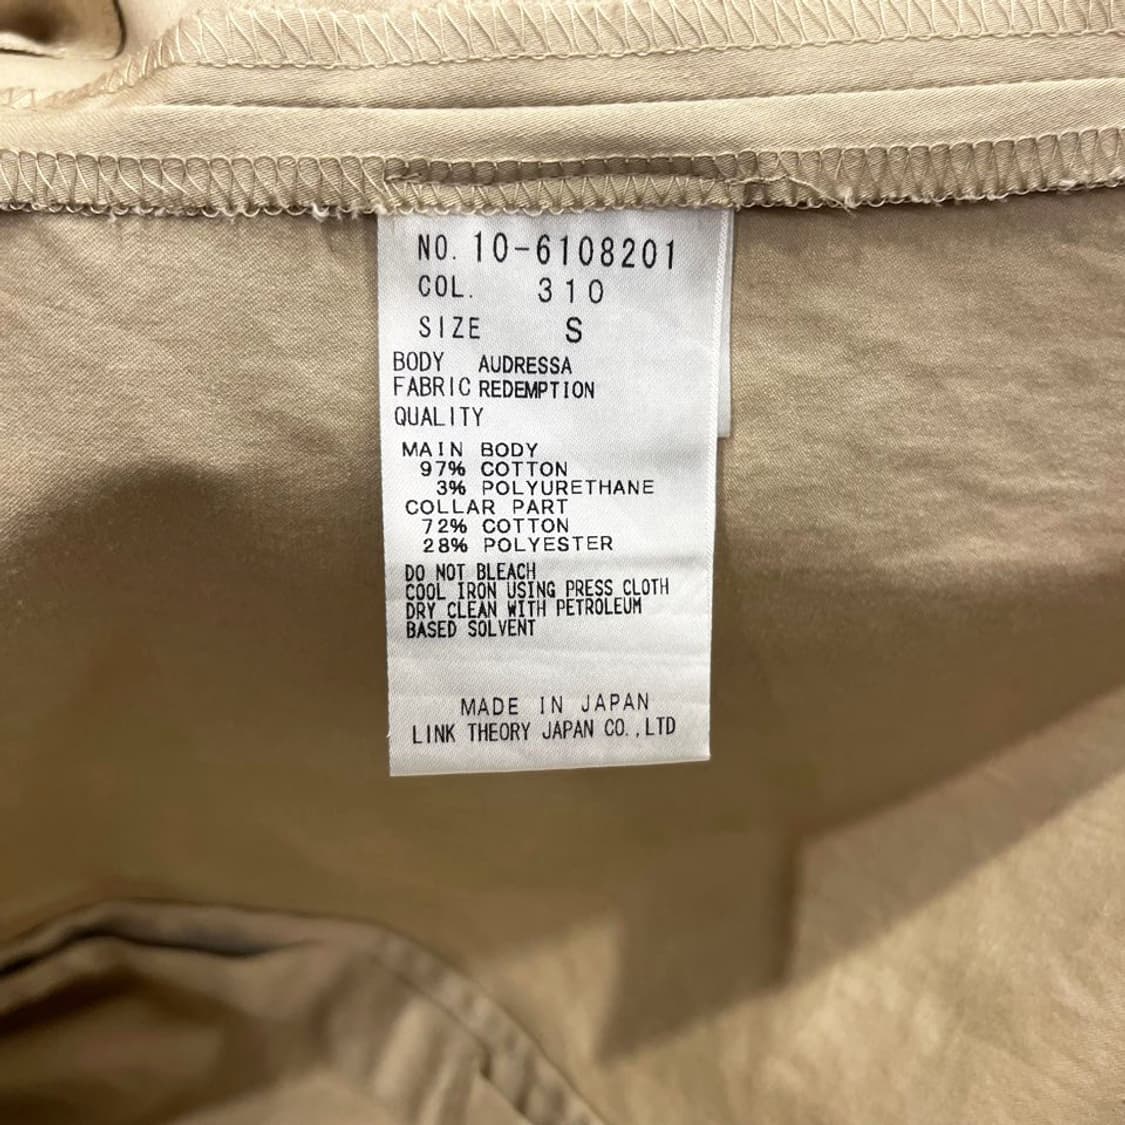 NO. 10-6108201
COL. 310
SIZE S
BODY AUDRESSA
FABRIC REDEMPTION
QUALITY
MAIN BODY
97% COTTON
3% POLYURETHANE
COLLAR PART
72% COTTON
28% POLYESTER
DO NOT BLEACH
COOL IRON USING PRESS CLOTH
DRY CLEAN WITH PETROLEUM
BASED SOLVENT
MADE IN JAPAN
LINK THEORY JAPAN CO.,LTD